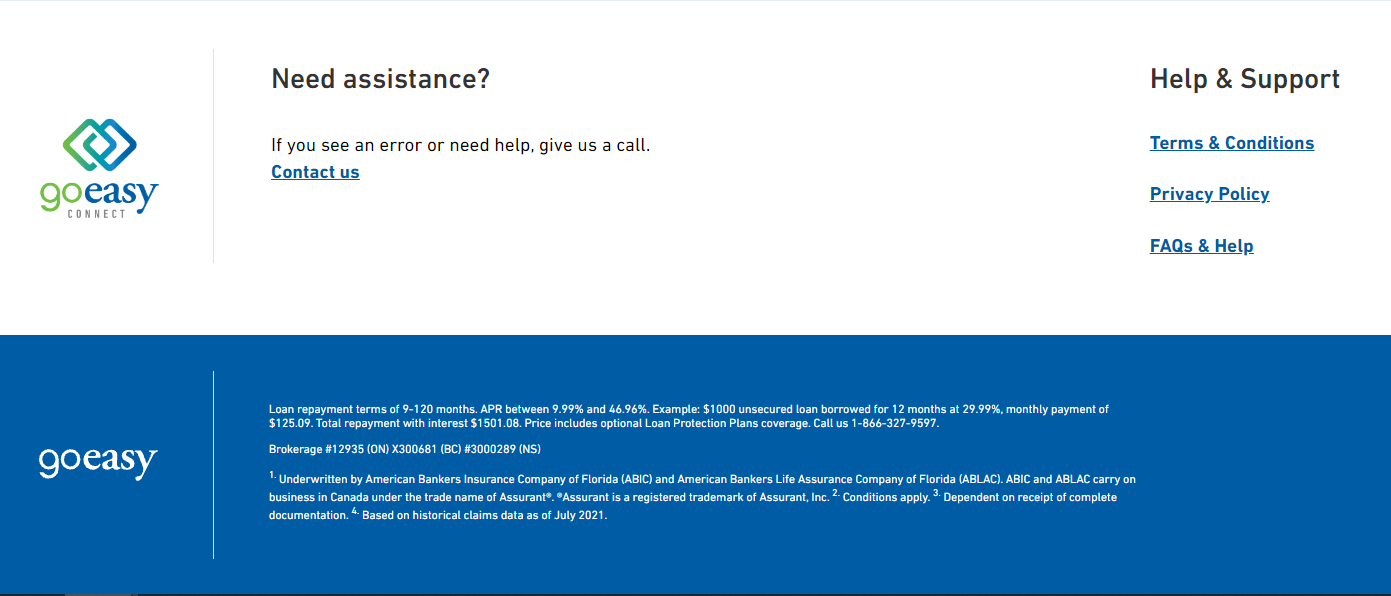 Need assistance?
Help & Support
goeasy
CONNECT
If you see an error or need help, give us a call.
Contact us
Terms & Conditions
Privacy Policy
FAQs & Help
goeasy
Loan repayment terms of 9-120 months. APR between 9.99% and 46.96%. Example: $1000 unsecured loan borrowed for 12 months at 29.99%, monthly payment of
$125.09. Total repayment with interest $1501.08. Price includes optional Loan Protection Plans coverage. Call us 1-866-327-9597.
Brokerage #12935 (ON) X300681 (BC) #3000289 (NS)
1. Underwritten by American Bankers Insurance Company of Florida (ABIC) and American Bankers Life Assurance Company of Florida (ABLAC). ABIC and ABLAC carry on
business in Canada under the trade name of Assurant®. ®Assurant is a registered trademark of Assurant, Inc. 2. Conditions apply. 3. Dependent on receipt of complete
documentation. 4. Based on historical claims data as of July 2021.